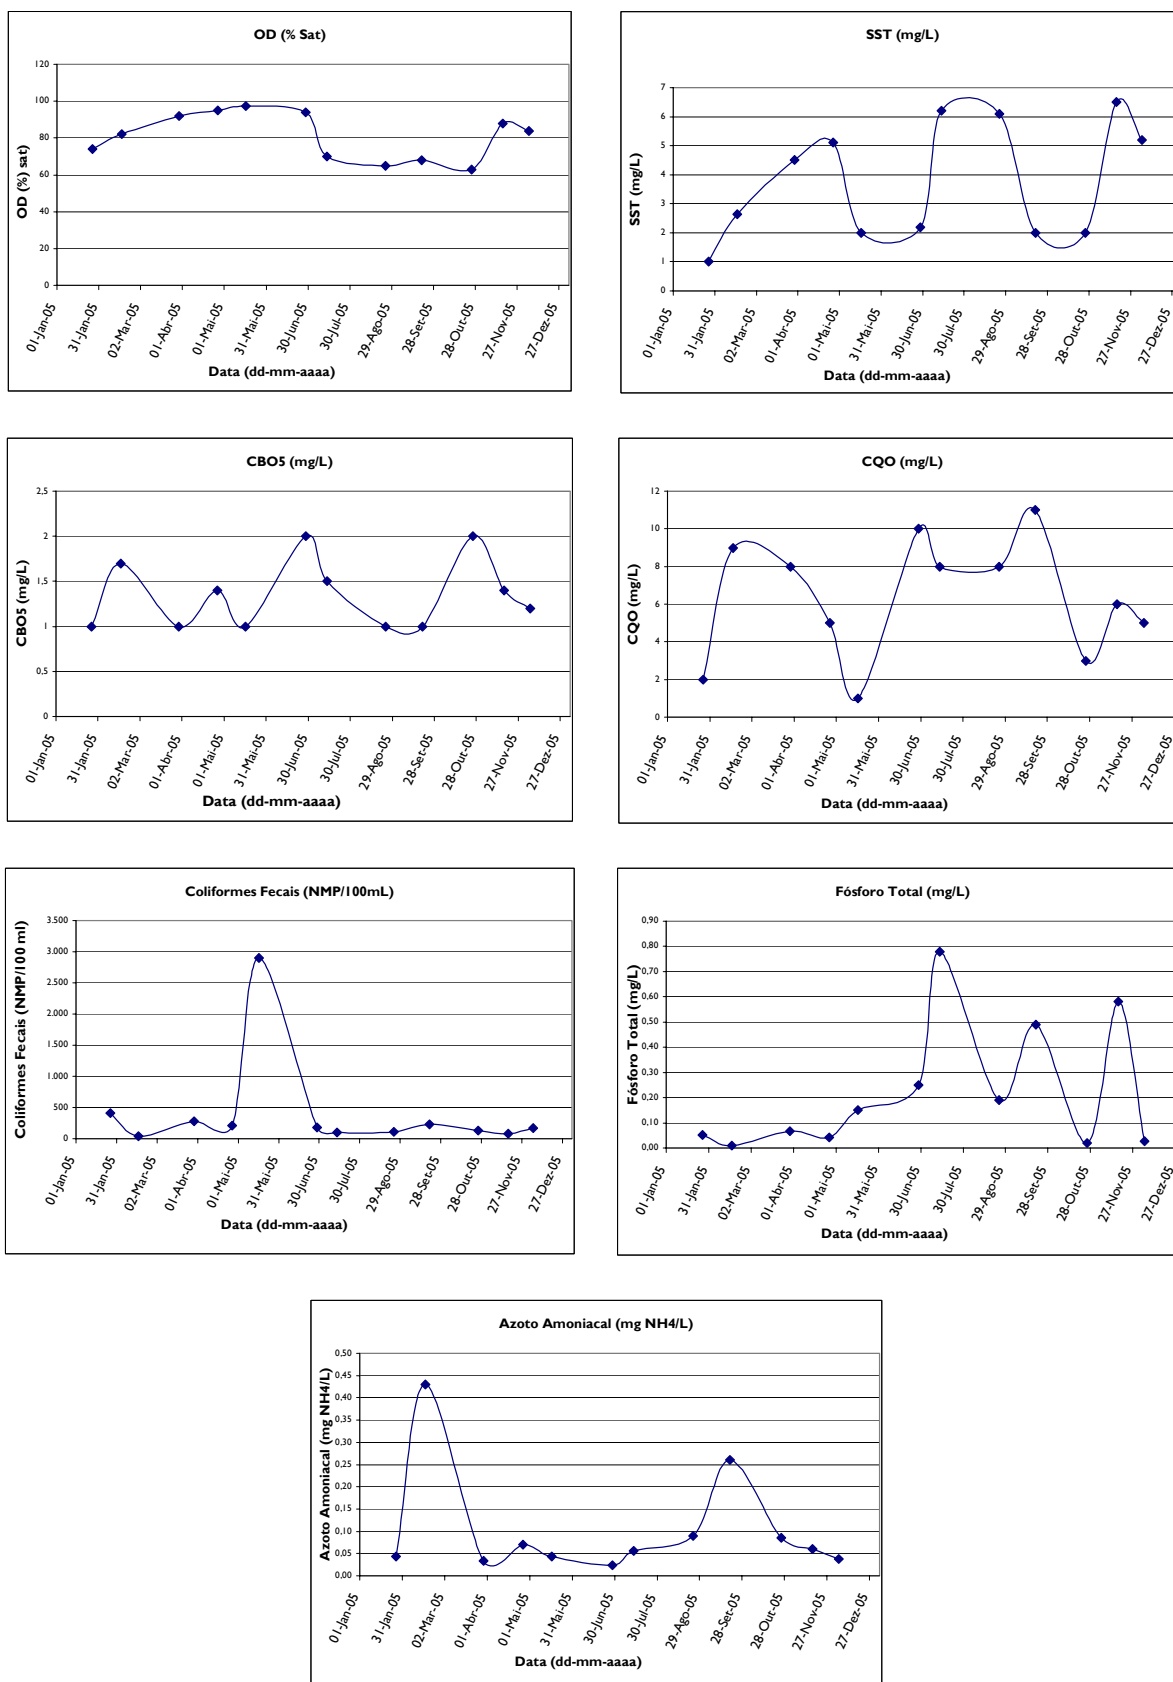 OD (% Sat)
120
100
80
60
40
20
0
OD (%) sat)
01-Jan-05
31-Jan-05
02-Mar-05
01-Abr-05
01-Mai-05
31-Mai-05
30-Jun-05
30-Jul-05
29-Ago-05
28-Set-05
28-Out-05
27-Nov-05
27-Dez-05
Data (dd-mm-aaaa)
SST (mg/L)
7
6
5
4
3
2
1
0
SST (mg/L)
01-Jan-05
31-Jan-05
02-Mar-05
01-Abr-05
01-Mai-05
31-Mai-05
30-Jun-05
30-Jul-05
29-Ago-05
28-Set-05
28-Out-05
27-Nov-05
27-Dez-05
Data (dd-mm-aaaa)
CBO5 (mg/L)
2,5
2
1,5
1
0,5
0
CBO5 (mg/L)
01-Jan-05
31-Jan-05
02-Mar-05
01-Abr-05
01-Mai-05
31-Mai-05
30-Jun-05
30-Jul-05
29-Ago-05
28-Set-05
28-Out-05
27-Nov-05
27-Dez-05
Data (dd-mm-aaaa)
CQO (mg/L)
12
10
8
6
4
2
0
CQO (mg/L)
01-Jan-05
31-Jan-05
02-Mar-05
01-Abr-05
01-Mai-05
31-Mai-05
30-Jun-05
30-Jul-05
29-Ago-05
28-Set-05
28-Out-05
27-Nov-05
27-Dez-05
Data (dd-mm-aaaa)
Coliformes Fecais (NMP/100mL)
3.500
3.000
2.500
2.000
1.500
1.000
500
0
Coliformes Fecais (NMP/100 ml)
01-Jan-05
31-Jan-05
02-Mar-05
01-Abr-05
01-Mai-05
31-Mai-05
30-Jun-05
30-Jul-05
29-Ago-05
28-Set-05
28-Out-05
27-Nov-05
27-Dez-05
Data (dd-mm-aaaa)
Fósforo Total (mg/L)
0,90
0,80
0,70
0,60
0,50
0,40
0,30
0,20
0,10
0,00
Fósforo Total (mg/L)
01-Jan-05
31-Jan-05
02-Mar-05
01-Abr-05
01-Mai-05
31-Mai-05
30-Jun-05
30-Jul-05
29-Ago-05
28-Set-05
28-Out-05
27-Nov-05
27-Dez-05
Data (dd-mm-aaaa)
Azoto Amoniacal (mg NH4/L)
0,50
0,45
0,40
0,35
0,30
0,25
0,20
0,15
0,10
0,05
0,00
Azoto Amoniacal (mg NH4/L)
01-Jan-05
31-Jan-05
02-Mar-05
01-Abr-05
01-Mai-05
31-Mai-05
30-Jun-05
30-Jul-05
29-Ago-05
28-Set-05
28-Out-05
27-Nov-05
27-Dez-05
Data (dd-mm-aaaa)